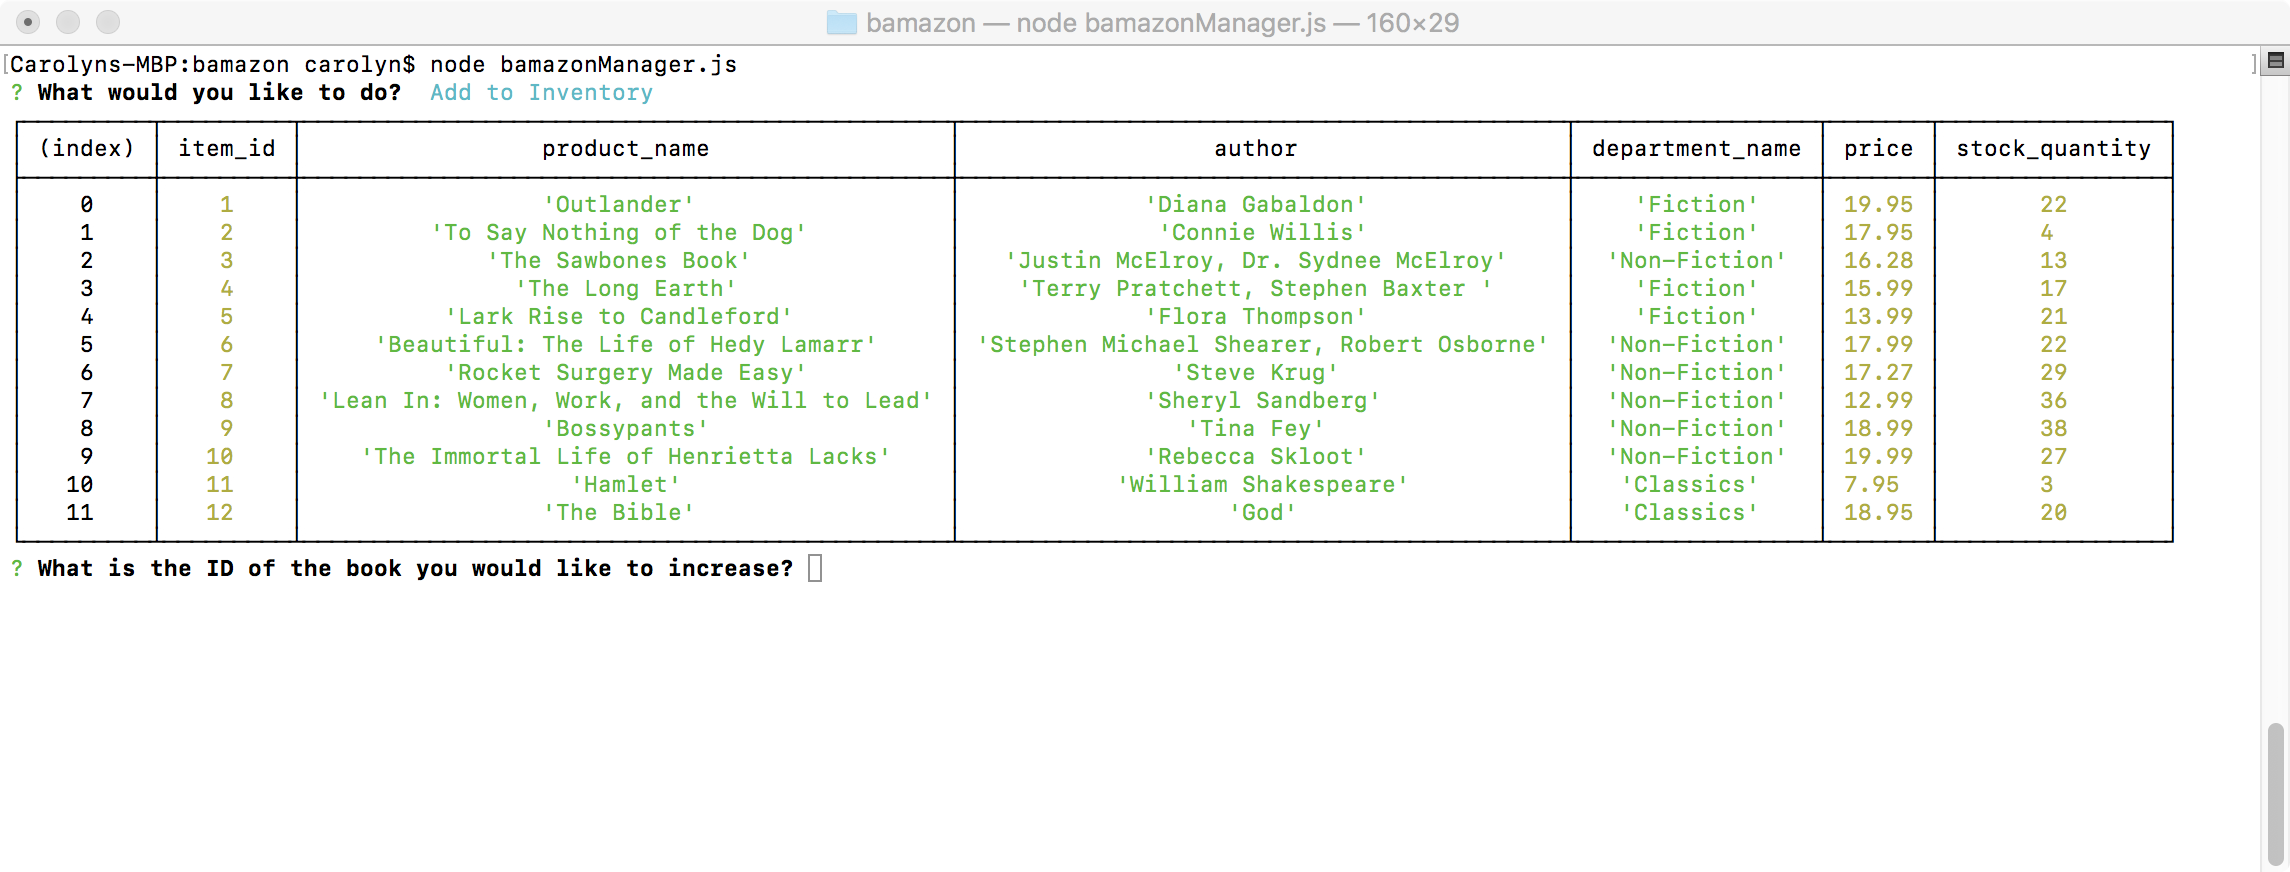 bamazon — node bamazonManager.js — 160×29
[Carolyns-MBP:bamazon carolyn$ node bamazonManager.js ]
? What would you like to do? Add to Inventory
(index) item_id product_name author department_name price stock_quantity
0 1 'Outlander' 'Diana Gabaldon' 'Fiction' 19.95 22
1 2 'To Say Nothing of the Dog' 'Connie Willis' 'Fiction' 17.95 4
2 3 'The Sawbones Book' 'Justin McElroy, Dr. Sydnee McElroy' 'Non-Fiction' 16.28 13
3 4 'The Long Earth' 'Terry Pratchett, Stephen Baxter ' 'Fiction' 15.99 17
4 5 'Lark Rise to Candleford' 'Flora Thompson' 'Fiction' 13.99 21
5 6 'Beautiful: The Life of Hedy Lamarr' 'Stephen Michael Shearer, Robert Osborne' 'Non-Fiction' 17.99 22
6 7 'Rocket Surgery Made Easy' 'Steve Krug' 'Non-Fiction' 17.27 29
7 8 'Lean In: Women, Work, and the Will to Lead' 'Sheryl Sandberg' 'Non-Fiction' 12.99 36
8 9 'Bossypants' 'Tina Fey' 'Non-Fiction' 18.99 38
9 10 'The Immortal Life of Henrietta Lacks' 'Rebecca Skloot' 'Non-Fiction' 19.99 27
10 11 'Hamlet' 'William Shakespeare' 'Classics' 7.95 3
11 12 'The Bible' 'God' 'Classics' 18.95 20
? What is the ID of the book you would like to increase?